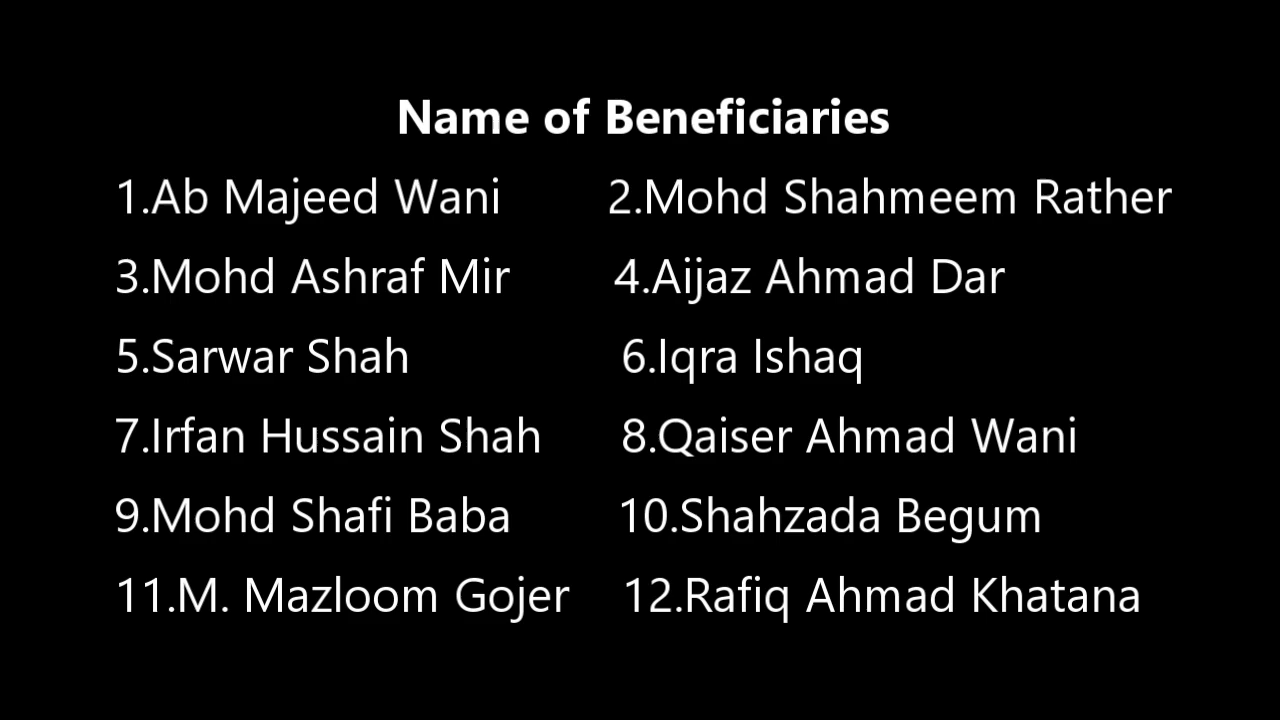 Name of Beneficiaries
1.Ab Majeed Wani 2.Mohd Shahmeem Rather
3.Mohd Ashraf Mir 4.Aijaz Ahmad Dar
5.Sarwar Shah 6.Iqra Ishaq
7.Irfan Hussain Shah 8.Qaiser Ahmad Wani
9.Mohd Shafi Baba 10.Shahzada Begum
11.M. Mazloom Gojer 12.Rafiq Ahmad Khatana